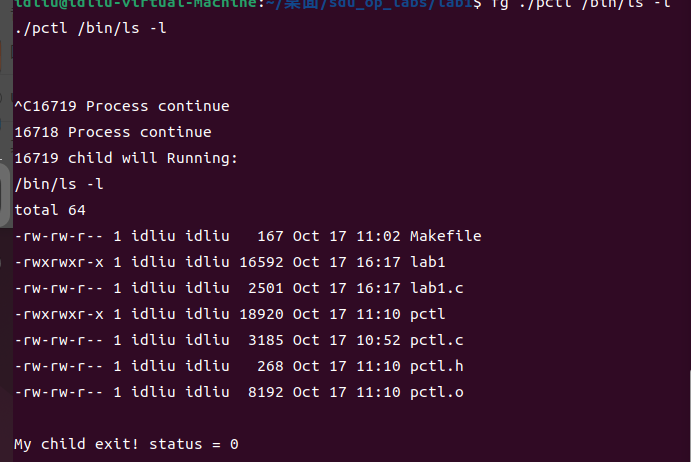 idliu@idliu-virtual-Machine:~/桌面/sdu_op_labs/lab1$ fg ./pctl /bin/ls -l
./pctl /bin/ls -l
^C16719 Process continue
16718 Process continue
16719 child will Running:
/bin/ls -l
total 64
-rw-rw-r-- 1 idliu idliu   167 Oct 17 11:02 Makefile
-rwxrwxr-x 1 idliu idliu 16592 Oct 17 16:17 lab1
-rw-rw-r-- 1 idliu idliu  2501 Oct 17 16:17 lab1.c
-rwxrwxr-x 1 idliu idliu 18920 Oct 17 11:10 pctl
-rw-rw-r-- 1 idliu idliu  3185 Oct 17 10:52 pctl.c
-rw-rw-r-- 1 idliu idliu   268 Oct 17 11:10 pctl.h
-rw-rw-r-- 1 idliu idliu  8192 Oct 17 11:10 pctl.o
My child exit! status = 0